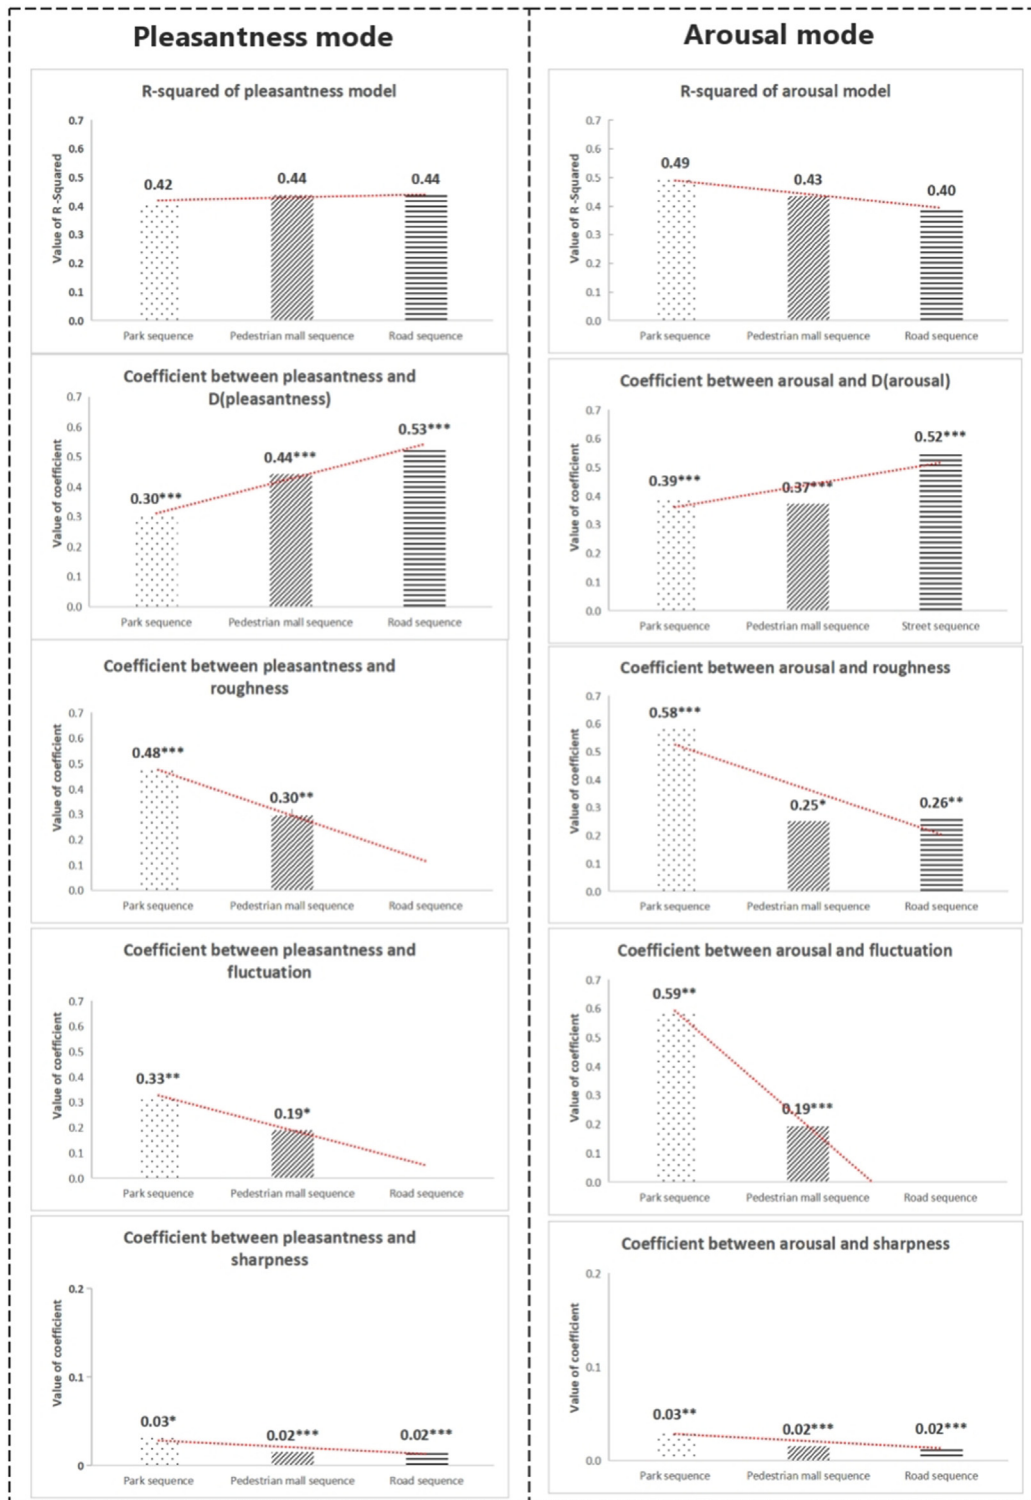 Pleasantness mode
R-squared of pleasantness model
Value of R -Squared
0.7
0.6
0.5
0.4
0.3
0.2
0.1
0.0
0.42
0.44
0.44
Park sequence
Pedestrian mall sequence
Road sequence
Coefficient between pleasantness and
D(pleasantness)
Value of coefficient
0.7
0.6
0.5
0.4
0.3
0.2
0.1
0.0
0.30***
0.44***
0.53***
Park sequence
Pedestrian mall sequence
Road sequence
Coefficient between pleasantness and
roughness
Value of coefficient
0.7
0.6
0.5
0.4
0.3
0.2
0.1
0.0
0.48***
0.30**
Park sequence
Pedestrian mall sequence
Road sequence
Coefficient between pleasantness and
fluctuation
Value of coefficient
0.7
0.6
0.5
0.4
0.3
0.2
0.1
0.0
0.33**
0.19*
Park sequence
Pedestrian mall sequence
Road sequence
Coefficient between pleasantness and
sharpness
Value of coefficient
0.2
0.1
0
0.03*
0.02***
0.02***
Park sequence
Pedestrian mall sequence
Road sequence
Arousal mode
R-squared of arousal model
Value of R -Squared
0.7
0.6
0.5
0.4
0.3
0.2
0.1
0.0
0.49
0.43
0.40
Park sequence
Pedestrian mall sequence
Road sequence
Coefficient between arousal and D(arousal)
Value of coefficient
0.7
0.6
0.5
0.4
0.3
0.2
0.1
0.0
0.39***
0.37***
0.52***
Park sequence
Pedestrian mall sequence
Street sequence
Coefficient between arousal and roughness
Value of coefficient
0.7
0.6
0.5
0.4
0.3
0.2
0.1
0.0
0.58***
0.25*
0.26**
Park sequence
Pedestrian mall sequence
Road sequence
Coefficient between arousal and fluctuation
Value of coefficient
0.7
0.6
0.5
0.4
0.3
0.2
0.1
0.0
0.59**
0.19***
Park sequence
Pedestrian mall sequence
Road sequence
Coefficient between arousal and sharpness
Value of coefficient
0.2
0.1
0.0
0.03**
0.02***
0.02***
Park sequence
Pedestrian mall sequence
Road sequence